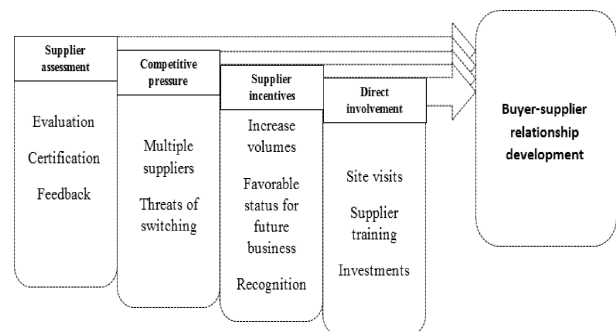 Supplier
assessment
Evaluation
Certification
Feedback
Competitive
pressure
Multiple
suppliers
Threats of
switching
Supplier
incentives
Increase
volumes
Favorable
status for
future
business
Recognition
Direct
involvement
Site visits
Supplier
training
Investments
Buyer-supplier
relationship
development